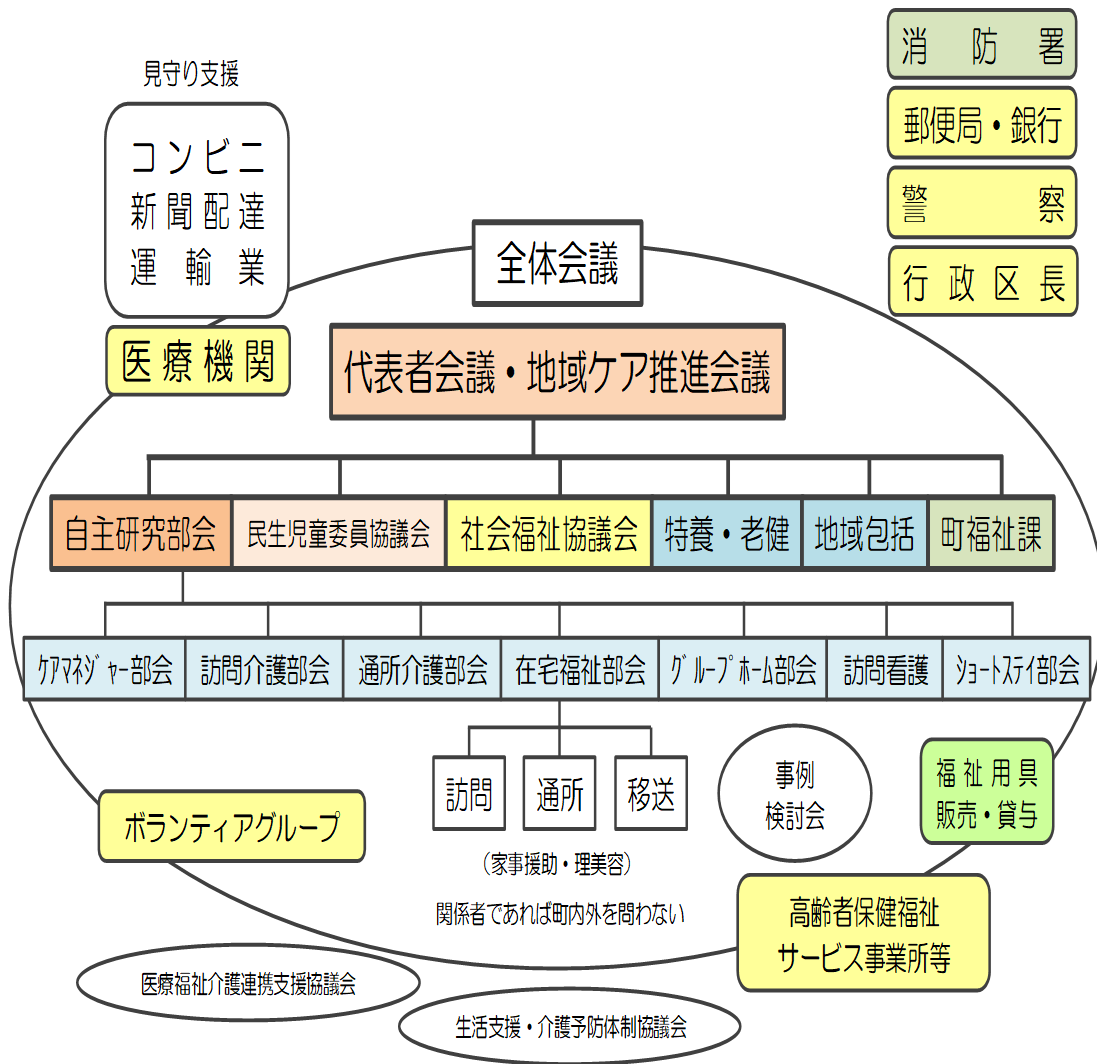 見守り支援
コンビニ
新聞配達
運輸業
医療機関
消防署
郵便局・銀行
警察
行政区長
全体会議
代表者会議・地域ケア推進会議
自主研究部会
民生児童委員協議会
社会福祉協議会
特養・老健
地域包括
町福祉課
ケアマネジャー部会
訪問介護部会
通所介護部会
在宅福祉部会
グループホーム部会
訪問看護
ショートステイ部会
訪問
通所
移送
(家事援助・理美容)
関係者であれば町内外を問わない
事例
検討会
福祉用具
販売・貸与
ボランティアグループ
高齢者保健福祉
サービス事業所等
医療福祉介護連携支援協議会
生活支援・介護予防体制協議会